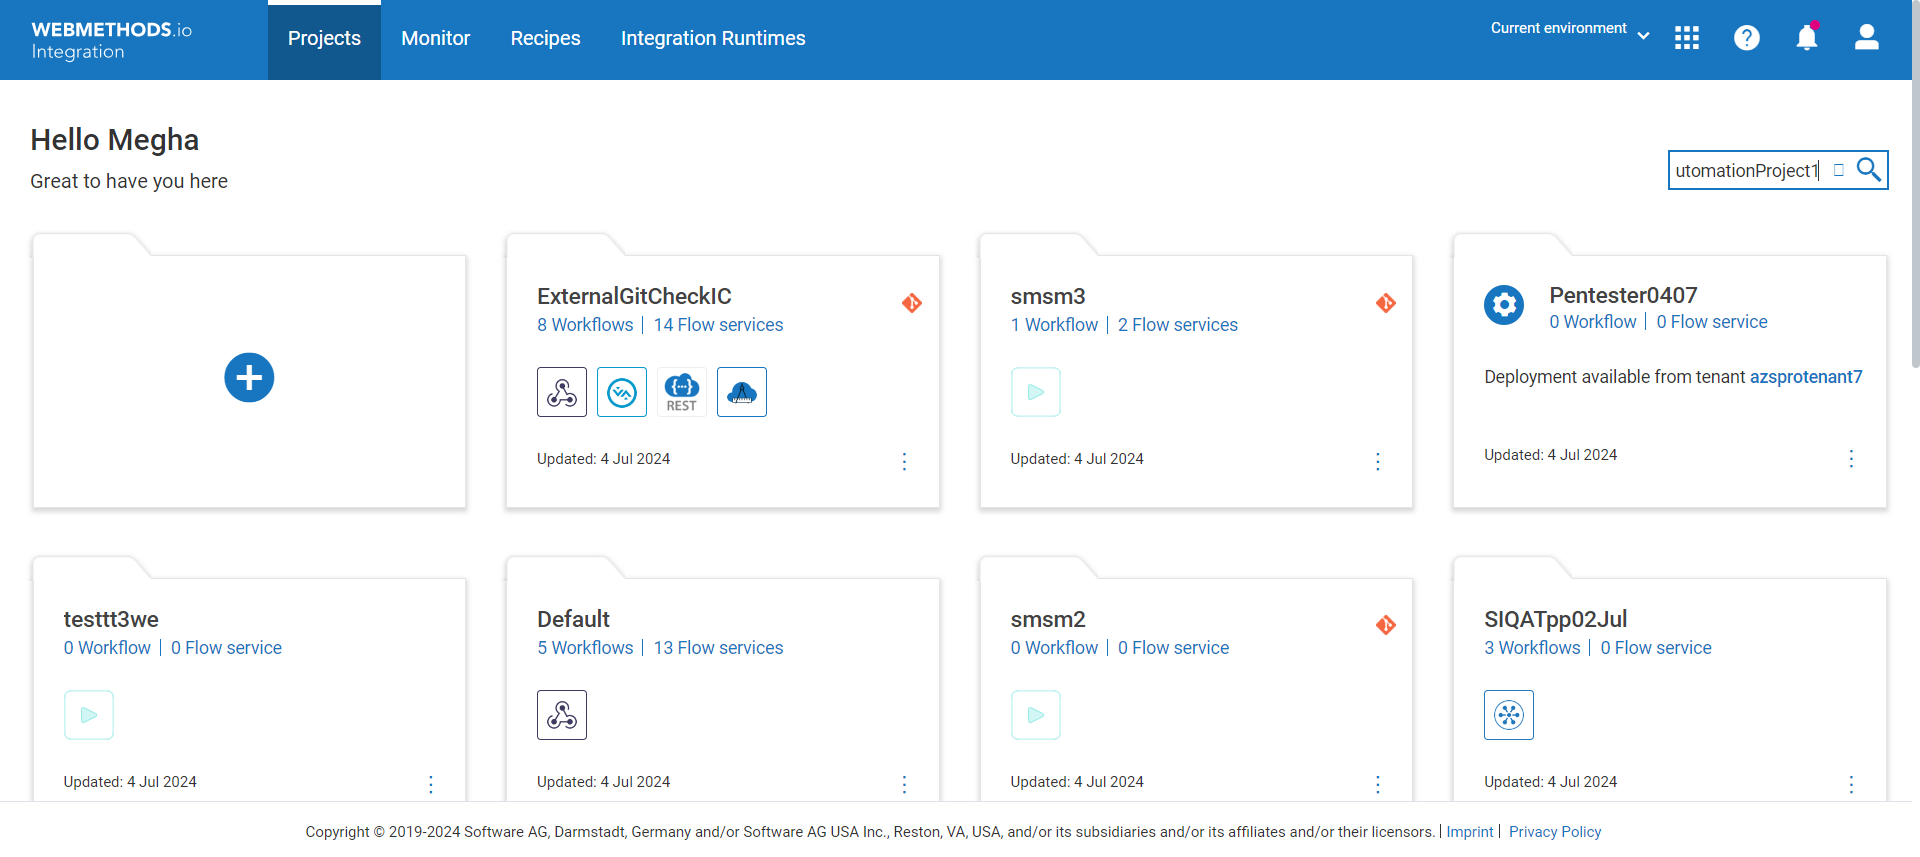 WEBMETHODS.io
Integration
Projects
Monitor
Recipes
Integration Runtimes
Current environment
Hello Megha
Great to have you here
utomationProject1
ExternalGitCheckIC
8 Workflows | 14 Flow services
REST
Updated: 4 Jul 2024
smsm3
1 Workflow | 2 Flow services
Updated: 4 Jul 2024
Pentester0407
0 Workflow | 0 Flow service
Deployment available from tenant azsprotenant7
Updated: 4 Jul 2024
testtt3we
0 Workflow | 0 Flow service
Updated: 4 Jul 2024
Default
5 Workflows | 13 Flow services
Updated: 4 Jul 2024
smsm2
0 Workflow | 0 Flow service
Updated: 4 Jul 2024
SIQATpp02Jul
3 Workflows | 0 Flow service
Updated: 4 Jul 2024
Copyright © 2019-2024 Software AG, Darmstadt, Germany and/or Software AG USA Inc., Reston, VA, USA, and/or its subsidiaries and/or its affiliates and/or their licensors. | Imprint | Privacy Policy